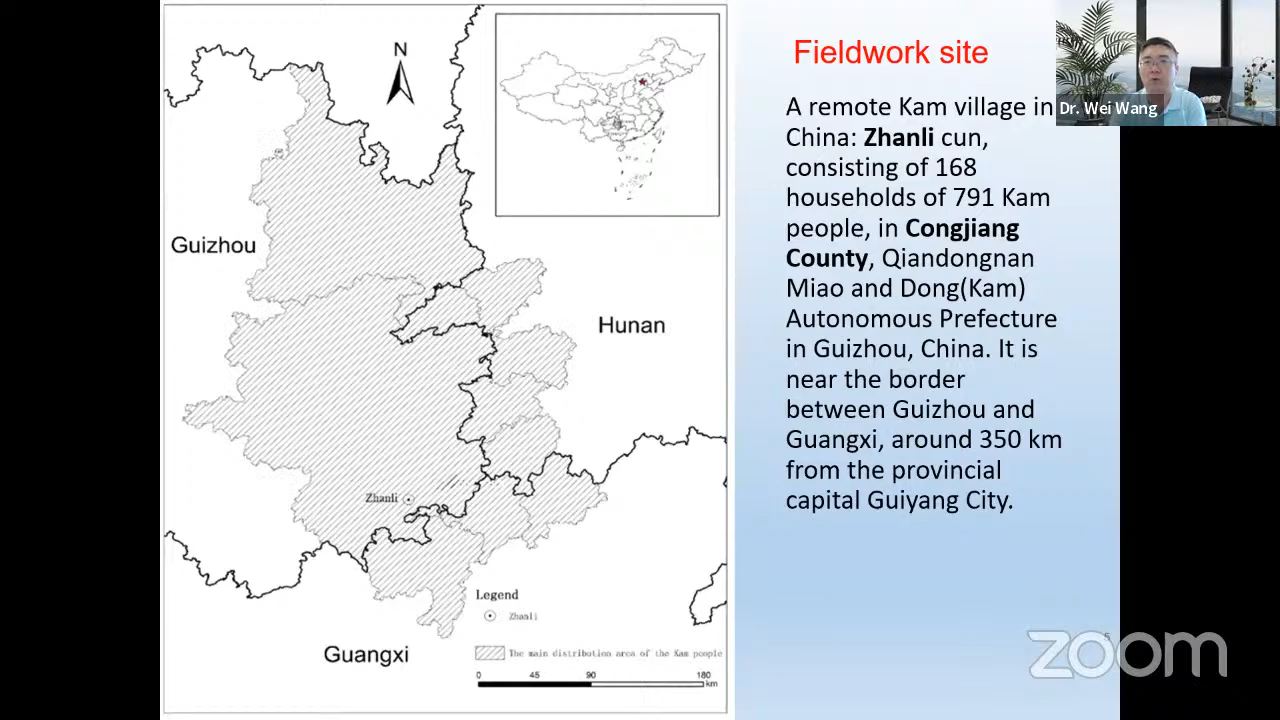 N
Guizhou
Hunan
Zhanli
Guangxi
Legend
Zhanli
The main distribution area of the Kam people
0 45 90 180
km
Fieldwork site
A remote Kam village in
China: Zhanli cun,
consisting of 168
households of 791 Kam
people, in Congjiang
County, Qiandongnan
Miao and Dong(Kam)
Autonomous Prefecture
in Guizhou, China. It is
near the border
between Guizhou and
Guangxi, around 350 km
from the provincial
capital Guiyang City.
Dr. Wei Wang
5
zoom